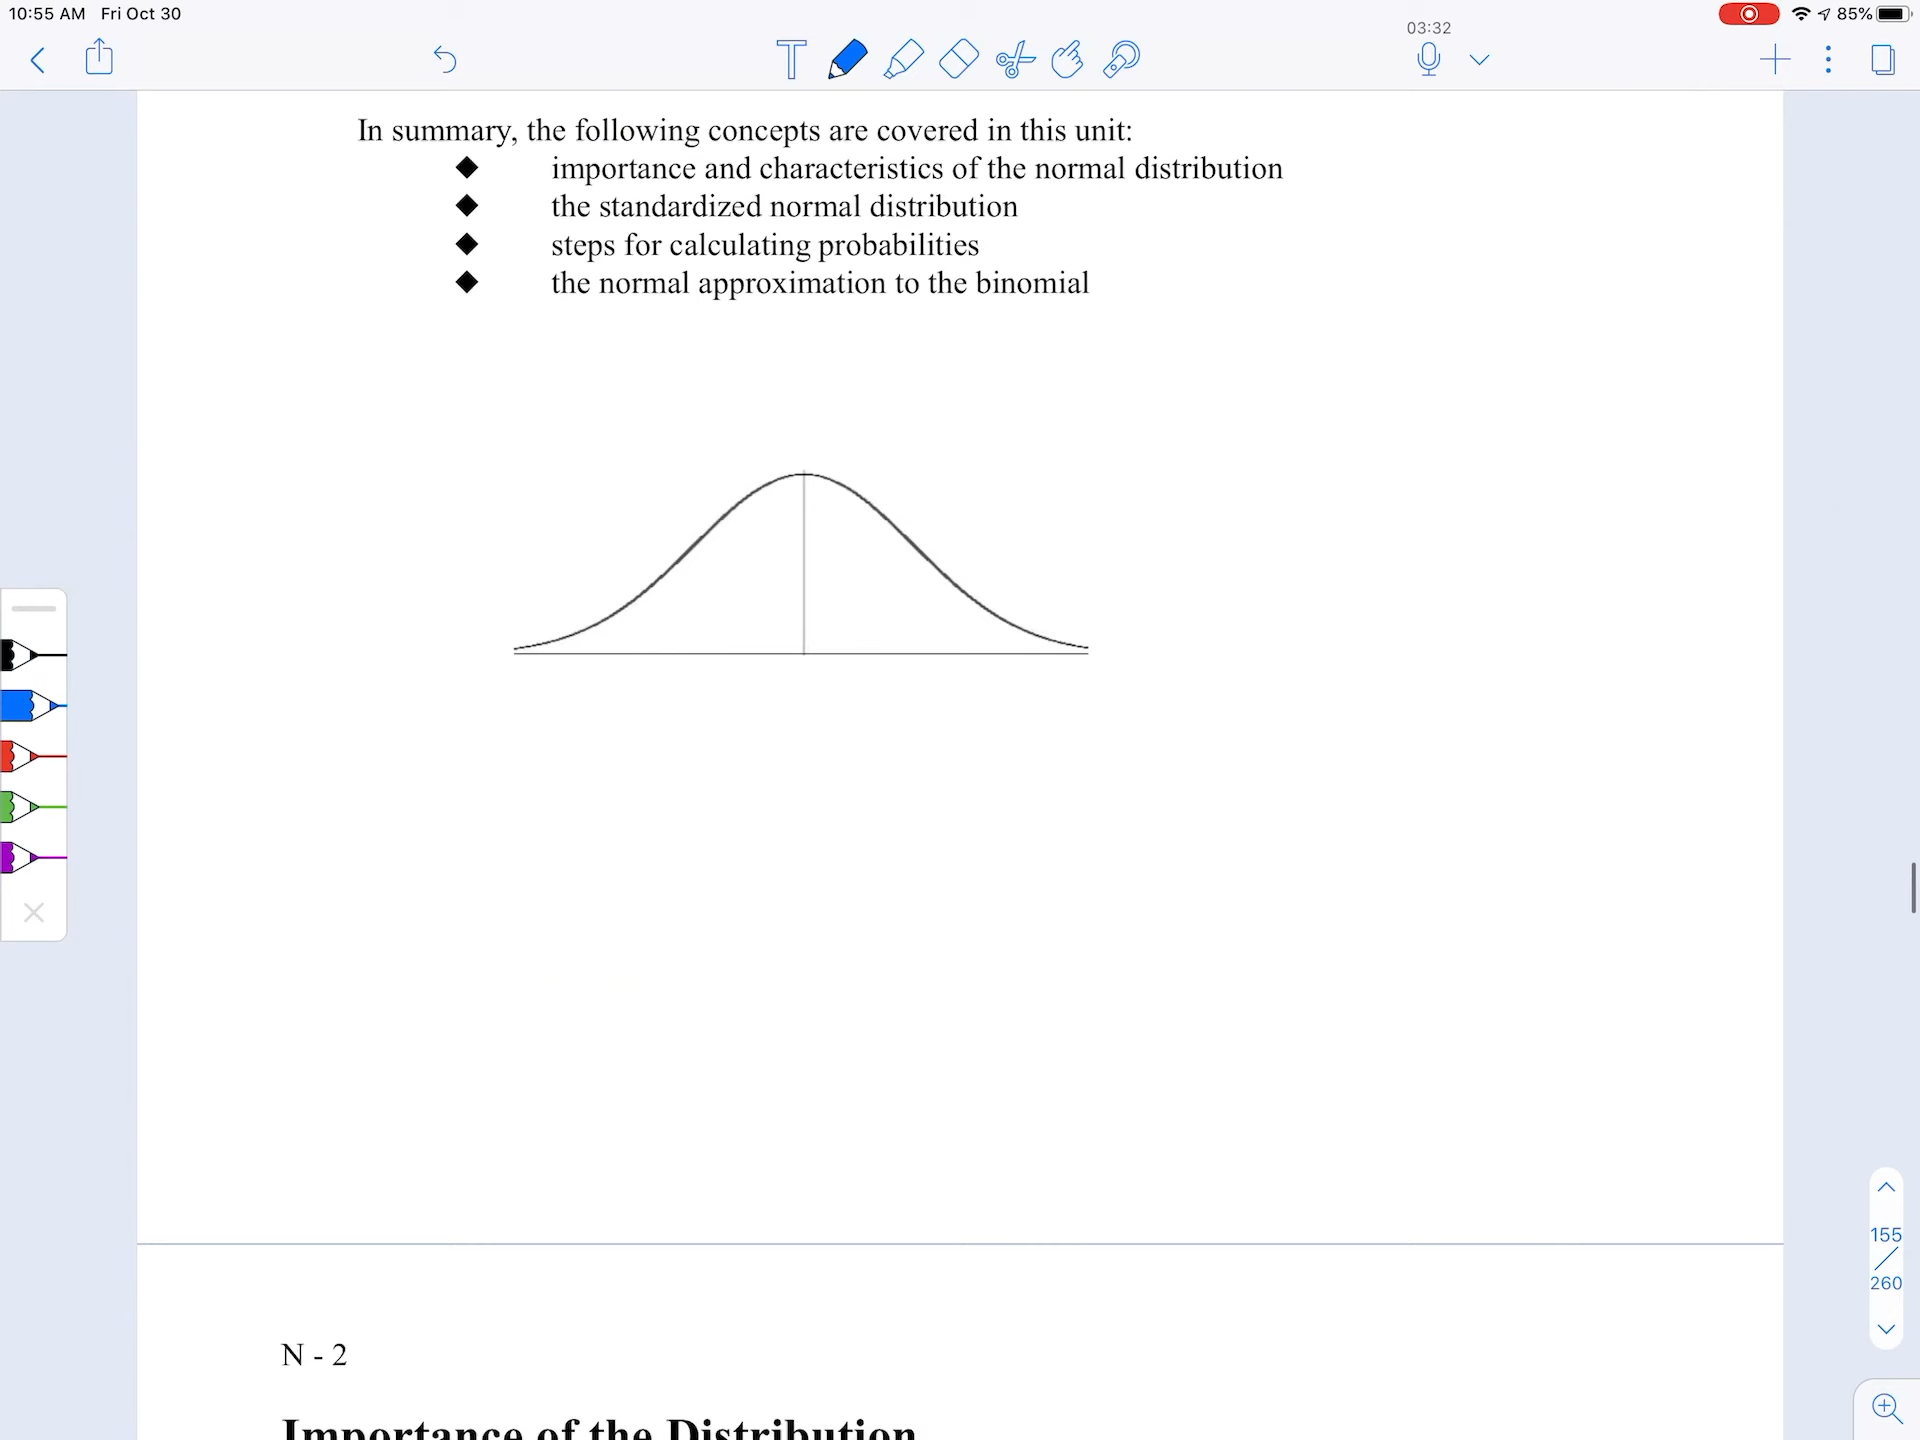 10:55 AM Fri Oct 30
85%
03:32
In summary, the following concepts are covered in this unit:
◆ importance and characteristics of the normal distribution
◆ the standardized normal distribution
◆ steps for calculating probabilities
◆ the normal approximation to the binomial
155
/
260
N - 2
Importance of the Distribution